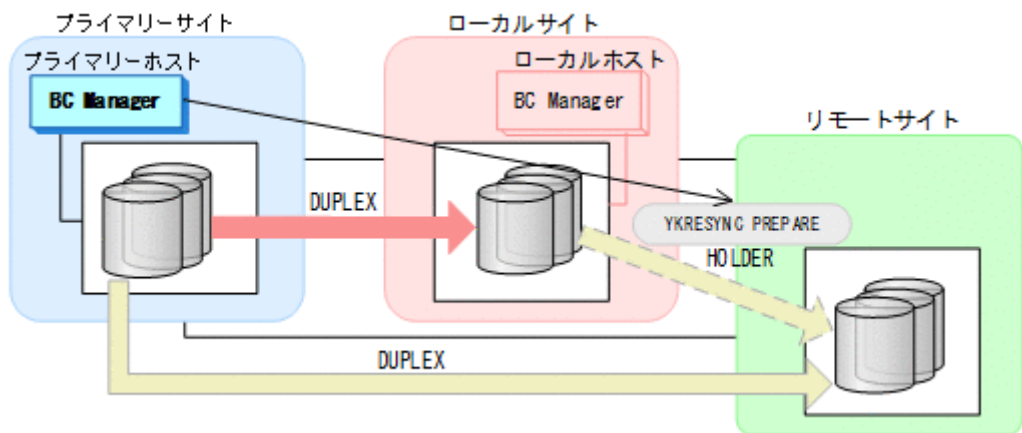 プライマリーサイト
ローカルサイト
プライマリーホスト
ローカルホスト
BC Manager
BC Manager
リモートサイト
DUPLEX
YKRESYNC PREPARE
HOLDER
DUPLEX